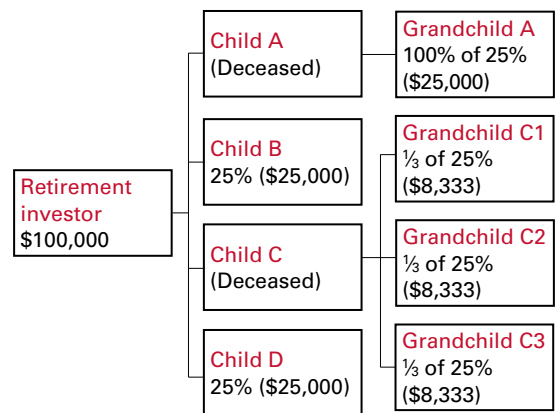 Retirement
investor
$100,000
Child A
(Deceased)
Child B
25% ($25,000)
Child C
(Deceased)
Child D
25% ($25,000)
Grandchild A
100% of 25%
($25,000)
Grandchild C1
⅓ of 25%
($8,333)
Grandchild C2
⅓ of 25%
($8,333)
Grandchild C3
⅓ of 25%
($8,333)